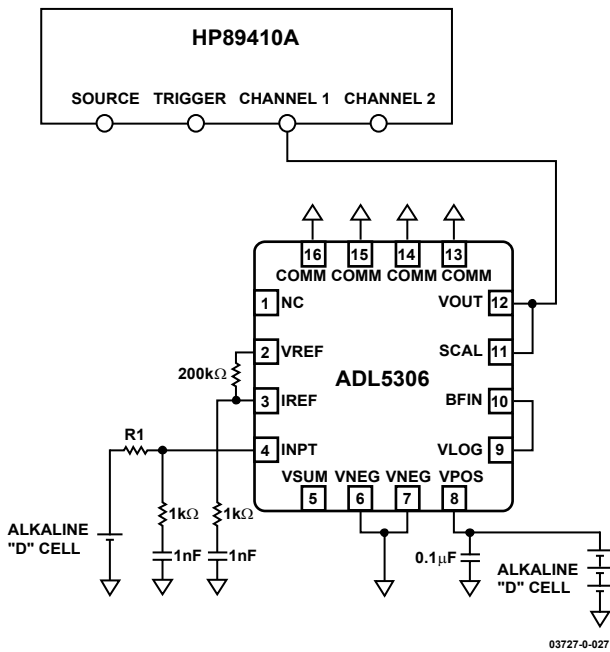 HP89410A
SOURCE TRIGGER CHANNEL 1 CHANNEL 2
16 15 14 13
COMM COMM COMM COMM
1 NC
VOUT 12
2 VREF
200kΩ
SCAL 11
ADL5306
3 IREF
BFIN 10
R1
4 INPT
VLOG 9
VSUM VNEG VNEG VPOS
5 6 7 8
1kΩ 1kΩ
ALKALINE
"D" CELL
1nF 1nF
0.1µF
ALKALINE
"D" CELL
03727-0-027